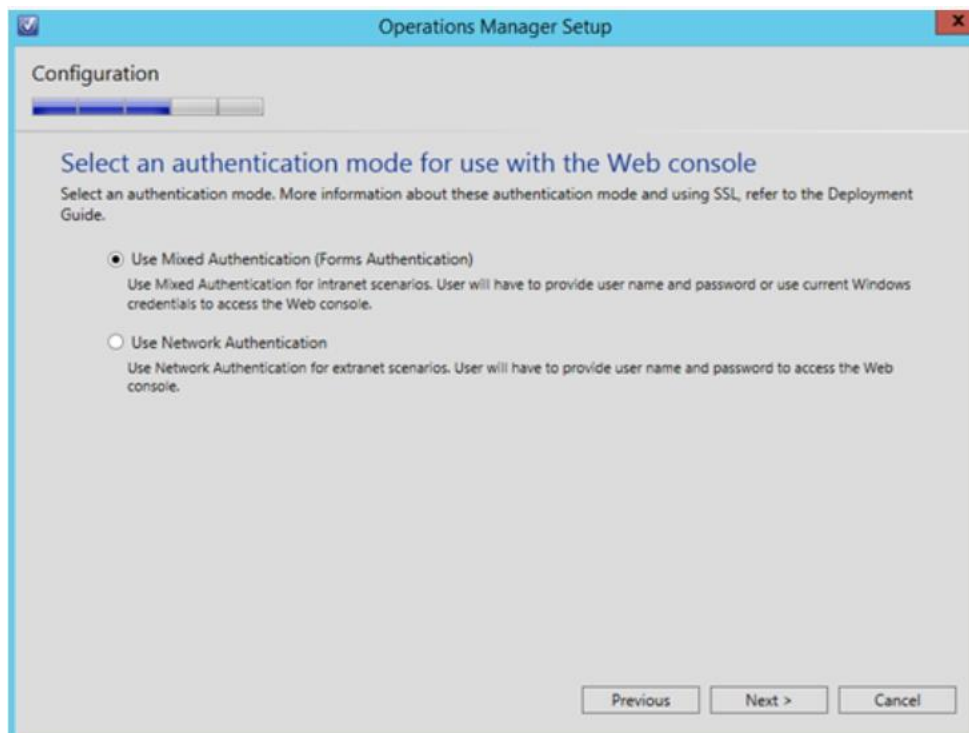 Operations Manager Setup
x
Configuration
Select an authentication mode for use with the Web console
Select an authentication mode. More information about these authentication mode and using SSL, refer to the Deployment
Guide.
Use Mixed Authentication (Forms Authentication)
Use Mixed Authentication for intranet scenarios. User will have to provide user name and password or use current Windows
credentials to access the Web console.
Use Network Authentication
Use Network Authentication for extranet scenarios. User will have to provide user name and password to access the Web
console.
Previous Next > Cancel